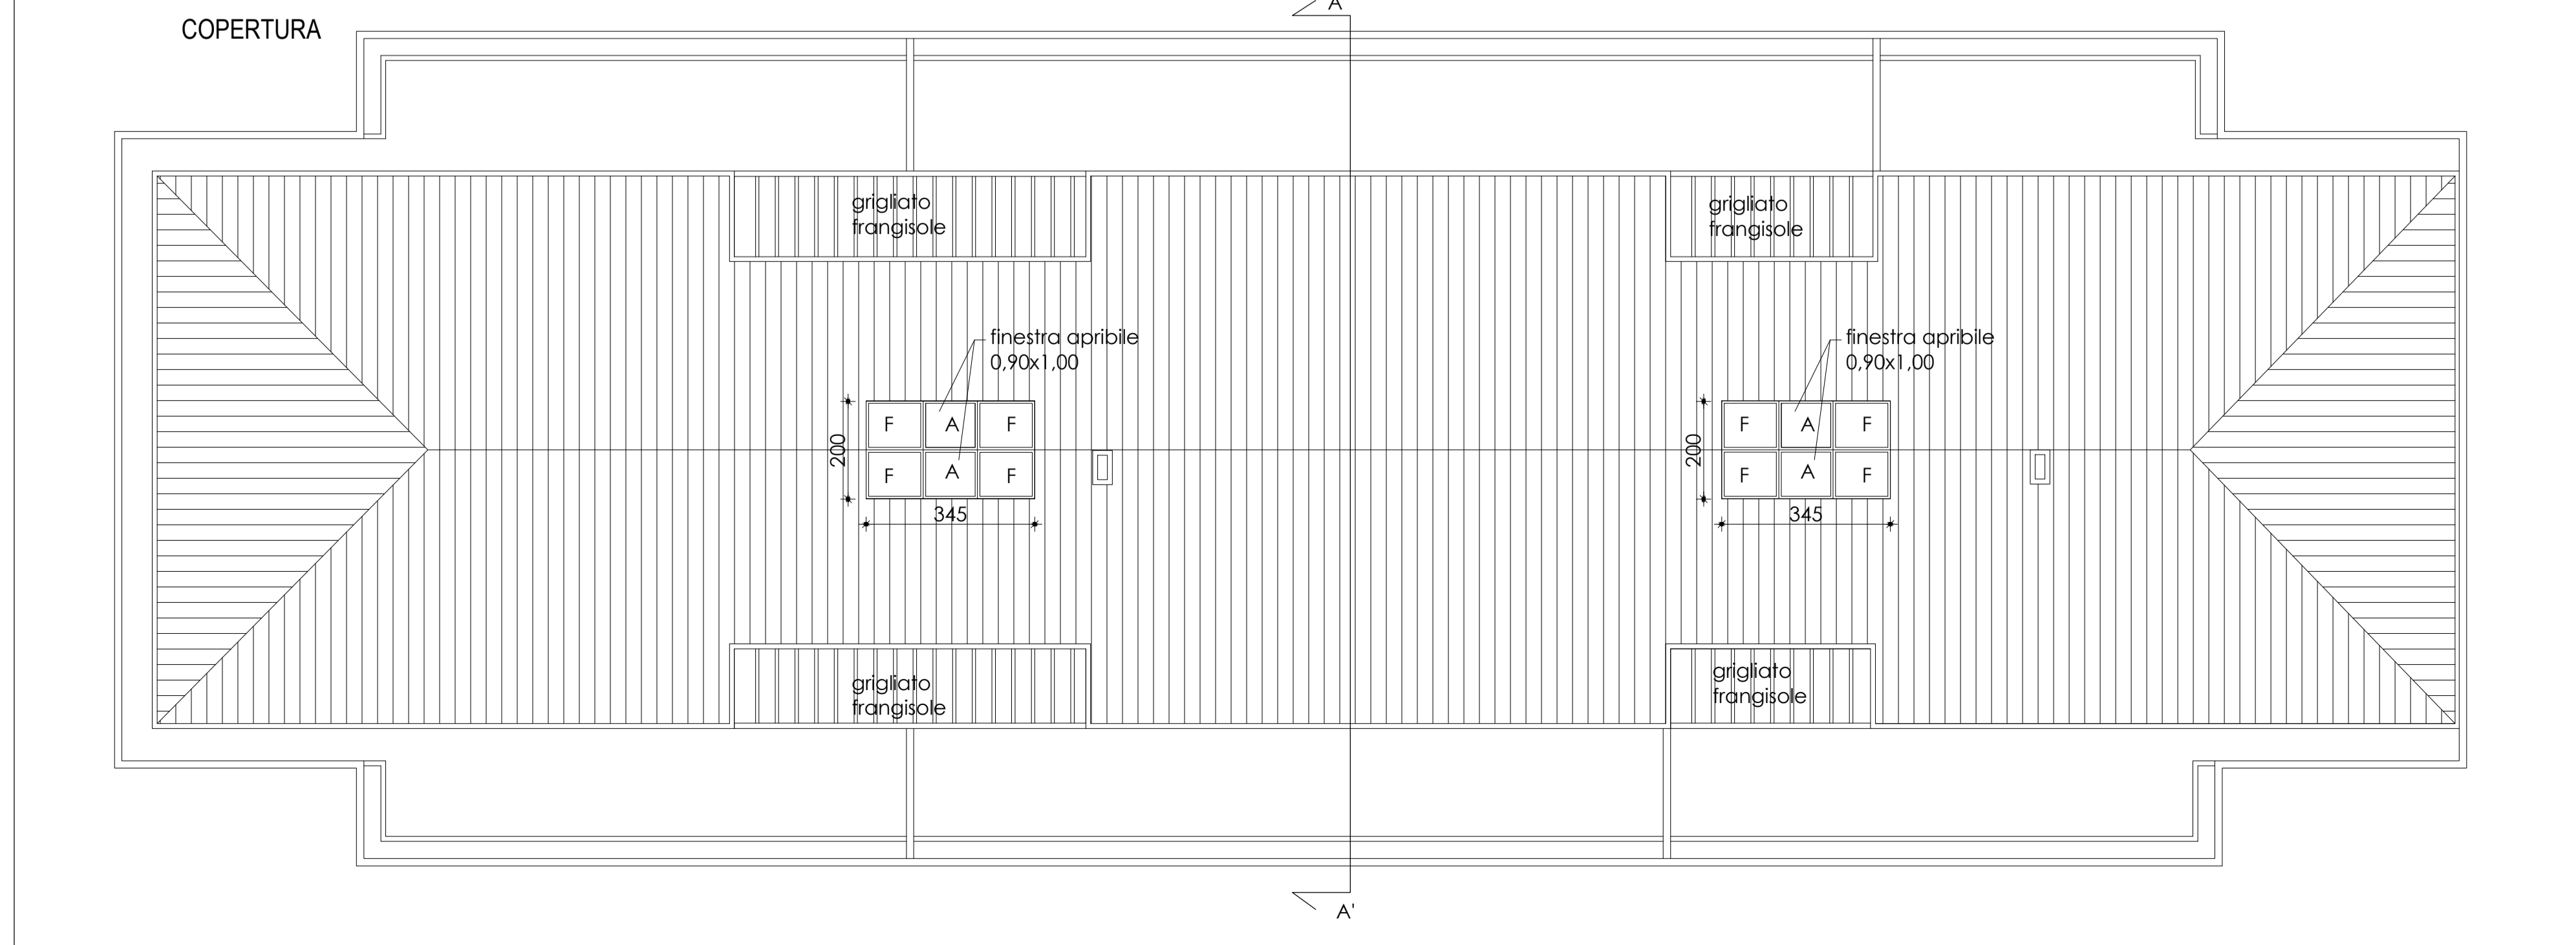 A
COPERTURA
grigliato
frangisole
grigliato
frangisole
finestra apribile
0,90x1,00
finestra apribile
0,90x1,00
F A F
F A F
200
345
F A F
F A F
200
345
grigliato
frangisole
grigliato
frangisole
A'